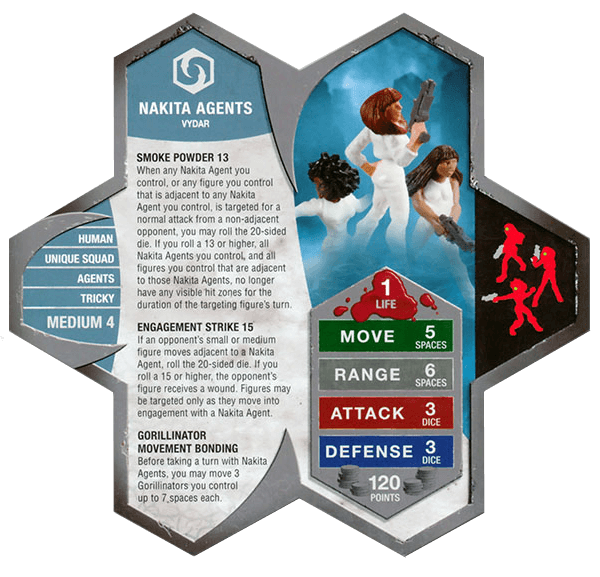 NAKITA AGENTS
VYDAR
SMOKE POWDER 13
When any Nakita Agent you
control, or any figure you control
that is adjacent to any Nakita
Agent you control, is targeted for a
normal attack from a non-adjacent
opponent, you may roll the 20-sided
die. If you roll a 13 or higher, all
Nakita Agents you control, and all
figures you control that are adjacent
to those Nakita Agents, no longer
have any visible hit zones for the
duration of the targeting figure's turn.
ENGAGEMENT STRIKE 15
If an opponent's small or medium
figure moves adjacent to a Nakita
Agent, roll the 20-sided die. If you
roll a 15 or higher, the opponent's
figure receives a wound. Figures may
be targeted only as they move into
engagement with a Nakita Agent.
GORILLINATOR
MOVEMENT BONDING
Before taking a turn with Nakita
Agents, you may move 3
Gorillinators you control
up to 7 spaces each.
HUMAN
UNIQUE SQUAD
AGENTS
TRICKY
MEDIUM 4
1
LIFE
MOVE 5
SPACES
RANGE 6
SPACES
ATTACK 3
DICE
DEFENSE 3
DICE
120
POINTS